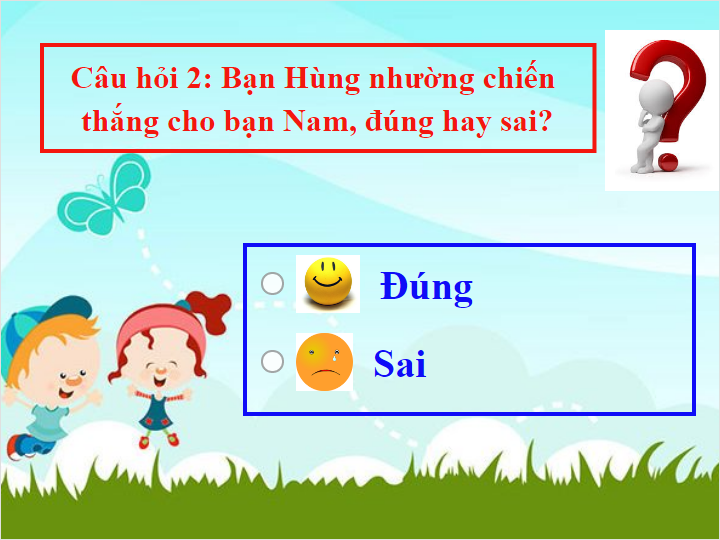 Câu hỏi 2: Bạn Hùng nhường chiến
thắng cho bạn Nam, đúng hay sai?
Đúng
Sai